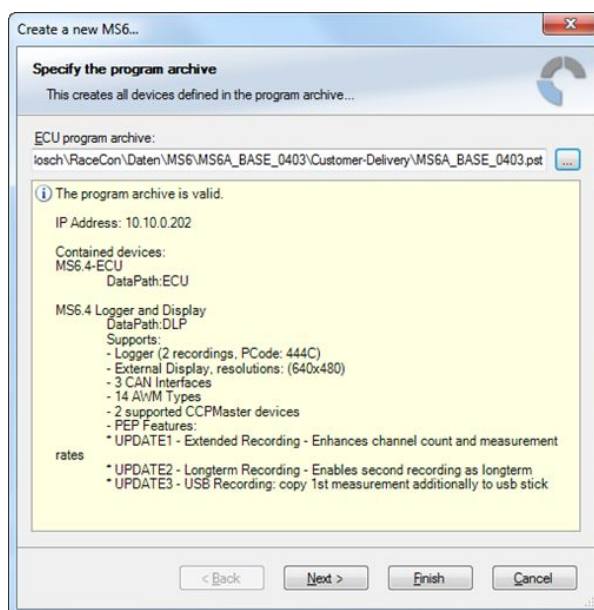 Create a new MS6...
Specify the program archive
This creates all devices defined in the program archive...
ECU program archive:
losch\RaceCon\Daten\MS6\MS6A_BASE_0403\Customer-Delivery\MS6A_BASE_0403.pst
...
The program archive is valid.
IP Address: 10.10.0.202
Contained devices:
MS6.4-ECU
DataPath:ECU
MS6.4 Logger and Display
DataPath:DLP
Supports:
- Logger (2 recordings, PCode: 444C)
- External Display, resolutions: (640x480)
- 3 CAN Interfaces
- 14 AWM Types
- 2 supported CCPMaster devices
- PEP Features:
* UPDATE1 - Extended Recording - Enhances channel count and measurement
rates
* UPDATE2 - Longterm Recording - Enables second recording as longterm
* UPDATE3 - USB Recording: copy 1st measurement additionally to usb stick
< Back Next > Finish Cancel